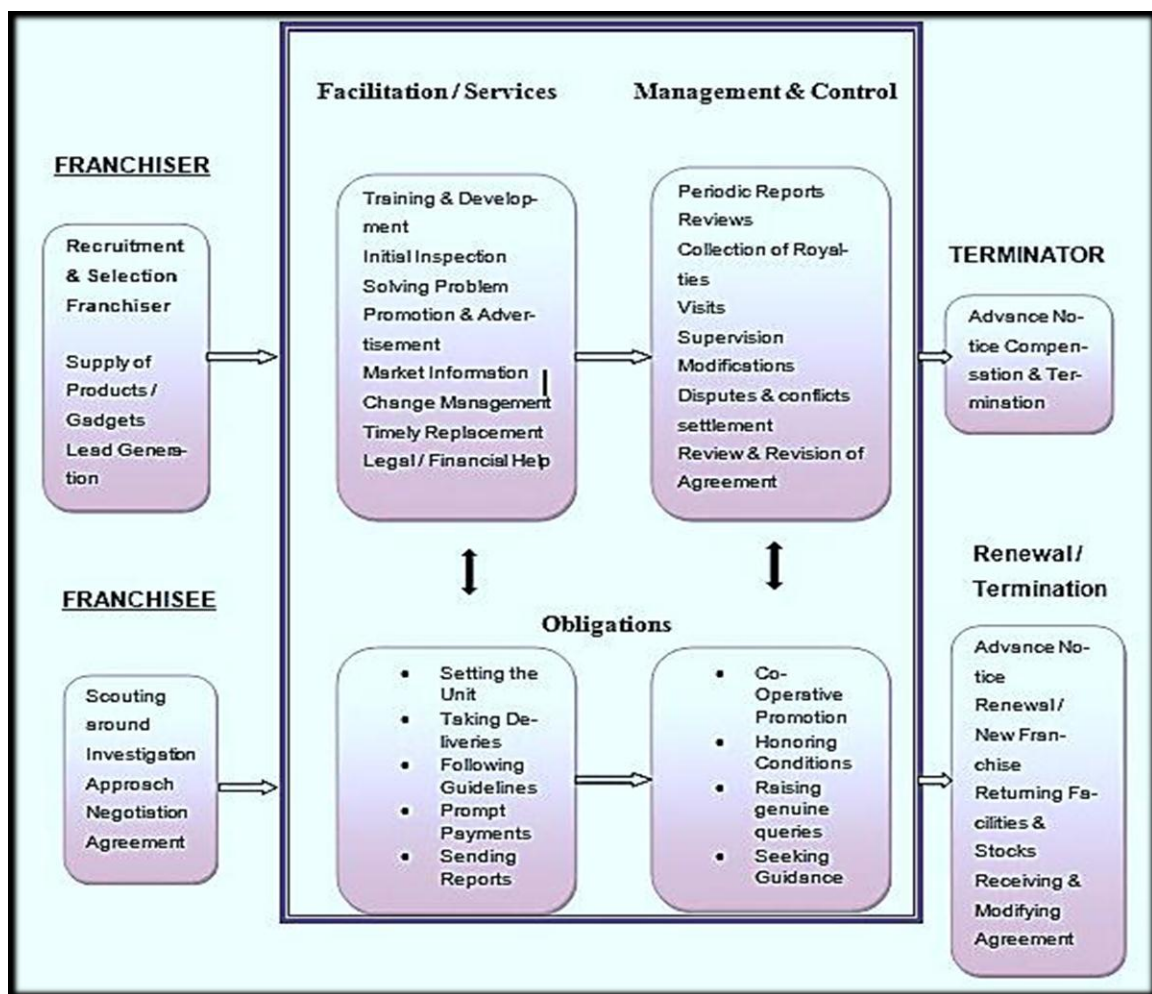 Facilitation / Services
Management & Control
FRANCHISER
Recruitment
& Selection
Franchiser
Supply of
Products /
Gadgets
Lead Genera-
tion
Training & Develop-
ment
Initial Inspection
Solving Problem
Promotion & Adver-
tisement
Market Information
Change Management
Timely Replacement
Legal / Financial Help
Periodic Reports
Reviews
Collection of Royal-
ties
Visits
Supervision
Modifications
Disputes & conflicts
settlement
Review & Revision of
Agreement
TERMINATOR
Advance No-
tice Compen-
sation & Ter-
mination
FRANCHISEE
Scouting
around
Investigation
Approach
Negotiation
Agreement
Obligations
• Setting the
Unit
• Taking De-
liveries
• Following
Guidelines
• Prompt
Payments
• Sending
Reports
• Co-
Operative
Promotion
• Honoring
Conditions
• Raising
genuine
queries
• Seeking
Guidance
Renewal /
Termination
Advance No-
tice
Renewal /
New Fran-
chise
Returning Fa-
cilities &
Stocks
Receiving &
Modifying
Agreement